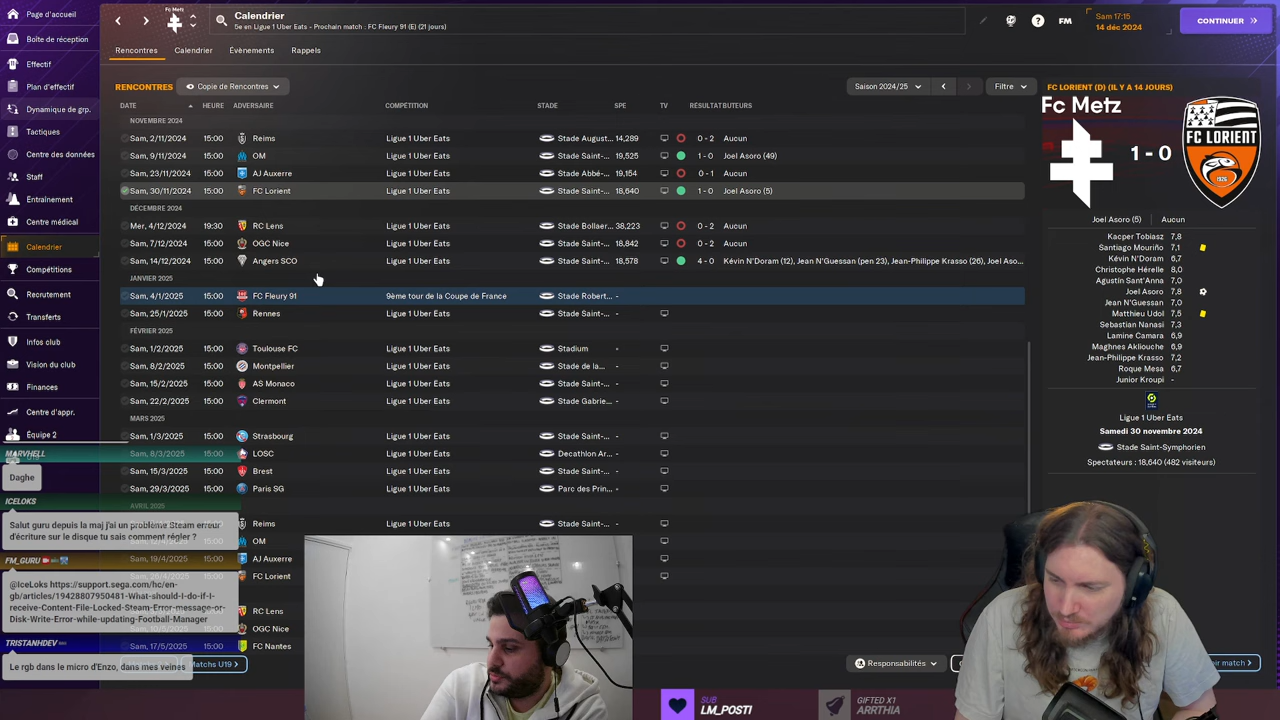 Page d'accueil
Boîte de réception
Effectif
Plan d'effectif
Dynamique de grp.
Tactiques
Centre des données
Staff
Entraînement
Centre médical
Calendrier
Compétitions
Recrutement
Transferts
Infos club
Vision du club
Finances
Centre d'appr.
Équipe 2
Fc Metz
Calendrier
5e en Ligue 1 Uber Eats - Prochain match : FC Fleury 91 (E) (21 jours)
FM
Sam 17:15
14 déc 2024
CONTINUER
Rencontres Calendrier Évènements Rappels
RENCONTRES Copie de Rencontres Saison 2024/25 Filtre
DATE HEURE ADVERSAIRE COMPÉTITION STADE SPE TV RÉSULTAT BUTEURS
NOVEMBRE 2024
Sam, 2/11/2024 15:00 Reims Ligue 1 Uber Eats Stade August... 14,289 0 - 2 Aucun
Sam, 9/11/2024 15:00 OM Ligue 1 Uber Eats Stade Saint-... 19,525 1 - 0 Joel Asoro (49)
Sam, 23/11/2024 15:00 AJ Auxerre Ligue 1 Uber Eats Stade Abbé-... 19,154 0 - 1 Aucun
Sam, 30/11/2024 15:00 FC Lorient Ligue 1 Uber Eats Stade Saint-... 18,640 1 - 0 Joel Asoro (5)
DÉCEMBRE 2024
Mer, 4/12/2024 19:30 RC Lens Ligue 1 Uber Eats Stade Bollaer... 38,223 0 - 2 Aucun
Sam, 7/12/2024 15:00 OGC Nice Ligue 1 Uber Eats Stade Saint-... 18,842 0 - 2 Aucun
Sam, 14/12/2024 15:00 Angers SCO Ligue 1 Uber Eats Stade Saint-... 18,578 4 - 0 Kévin N'Doram (12), Jean N'Guessan (pen 23), Jean-Philippe Krasso (26), Joel Aso...
JANVIER 2025
Sam, 4/1/2025 15:00 FC Fleury 91 9ème tour de la Coupe de France Stade Robert... -
Sam, 25/1/2025 15:00 Rennes Ligue 1 Uber Eats Stade Saint-... -
FÉVRIER 2025
Sam, 1/2/2025 15:00 Toulouse FC Ligue 1 Uber Eats Stadium -
Sam, 8/2/2025 15:00 Montpellier Ligue 1 Uber Eats Stade de la... -
Sam, 15/2/2025 15:00 AS Monaco Ligue 1 Uber Eats Stade Saint-... -
Sam, 22/2/2025 15:00 Clermont Ligue 1 Uber Eats Stade Gabrie... -
MARS 2025
Sam, 1/3/2025 15:00 Strasbourg Ligue 1 Uber Eats Stade Saint-... -
Sam, 8/3/2025 15:00 LOSC Ligue 1 Uber Eats Decathlon Ar... -
Sam, 15/3/2025 15:00 Brest Ligue 1 Uber Eats Stade Saint-... -
Sam, 29/3/2025 15:00 Paris SG Ligue 1 Uber Eats Parc des Prin... -
AVRIL 2025
Reims Ligue 1 Uber Eats Stade Saint-... -
OM
AJ Auxerre
FC Lorient
RC Lens
OGC Nice
FC Nantes
Matchs U19
Responsabilités
FC LORIENT (D) (IL Y A 14 JOURS)
Fc Metz
1 - 0
FC LORIENT
1926
Joel Asoro (5) Aucun
Kacper Tobiasz 7,8
Santiago Mouriño 7,1
Kévin N'Doram 6,7
Christophe Hérelle 8,0
Agustín Sant'Anna 7,0
Joel Asoro 7,8
Jean N'Guessan 7,0
Matthieu Udol 7,5
Sebastian Nanasi 7,3
Lamine Camara 6,9
Maghnes Akliouche 6,9
Jean-Philippe Krasso 7,2
Roque Mesa 6,7
Junior Kroupi -
Ligue 1 Uber Eats
Samedi 30 novembre 2024
Stade Saint-Symphorien
Spectateurs : 18,640 (482 visiteurs)
MARVHELL
Daghe
ICELOKS
Salut guru depuis la maj j'ai un problème Steam erreur
d'écriture sur le disque tu sais comment régler ?
FM_GURU
@IceLoks https://support.sega.com/hc/en-
gb/articles/19428807950481-What-should-I-do-if-I-
receive-Content-File-Locked-Steam-Error-message-or-
Disk-Write-Error-while-updating-Football-Manager
TRISTANHDEV
Le rgb dans le micro d'Enzo, dans mes veines
SUB
LM_POSTI
GIFTED X1
ARRTHIA